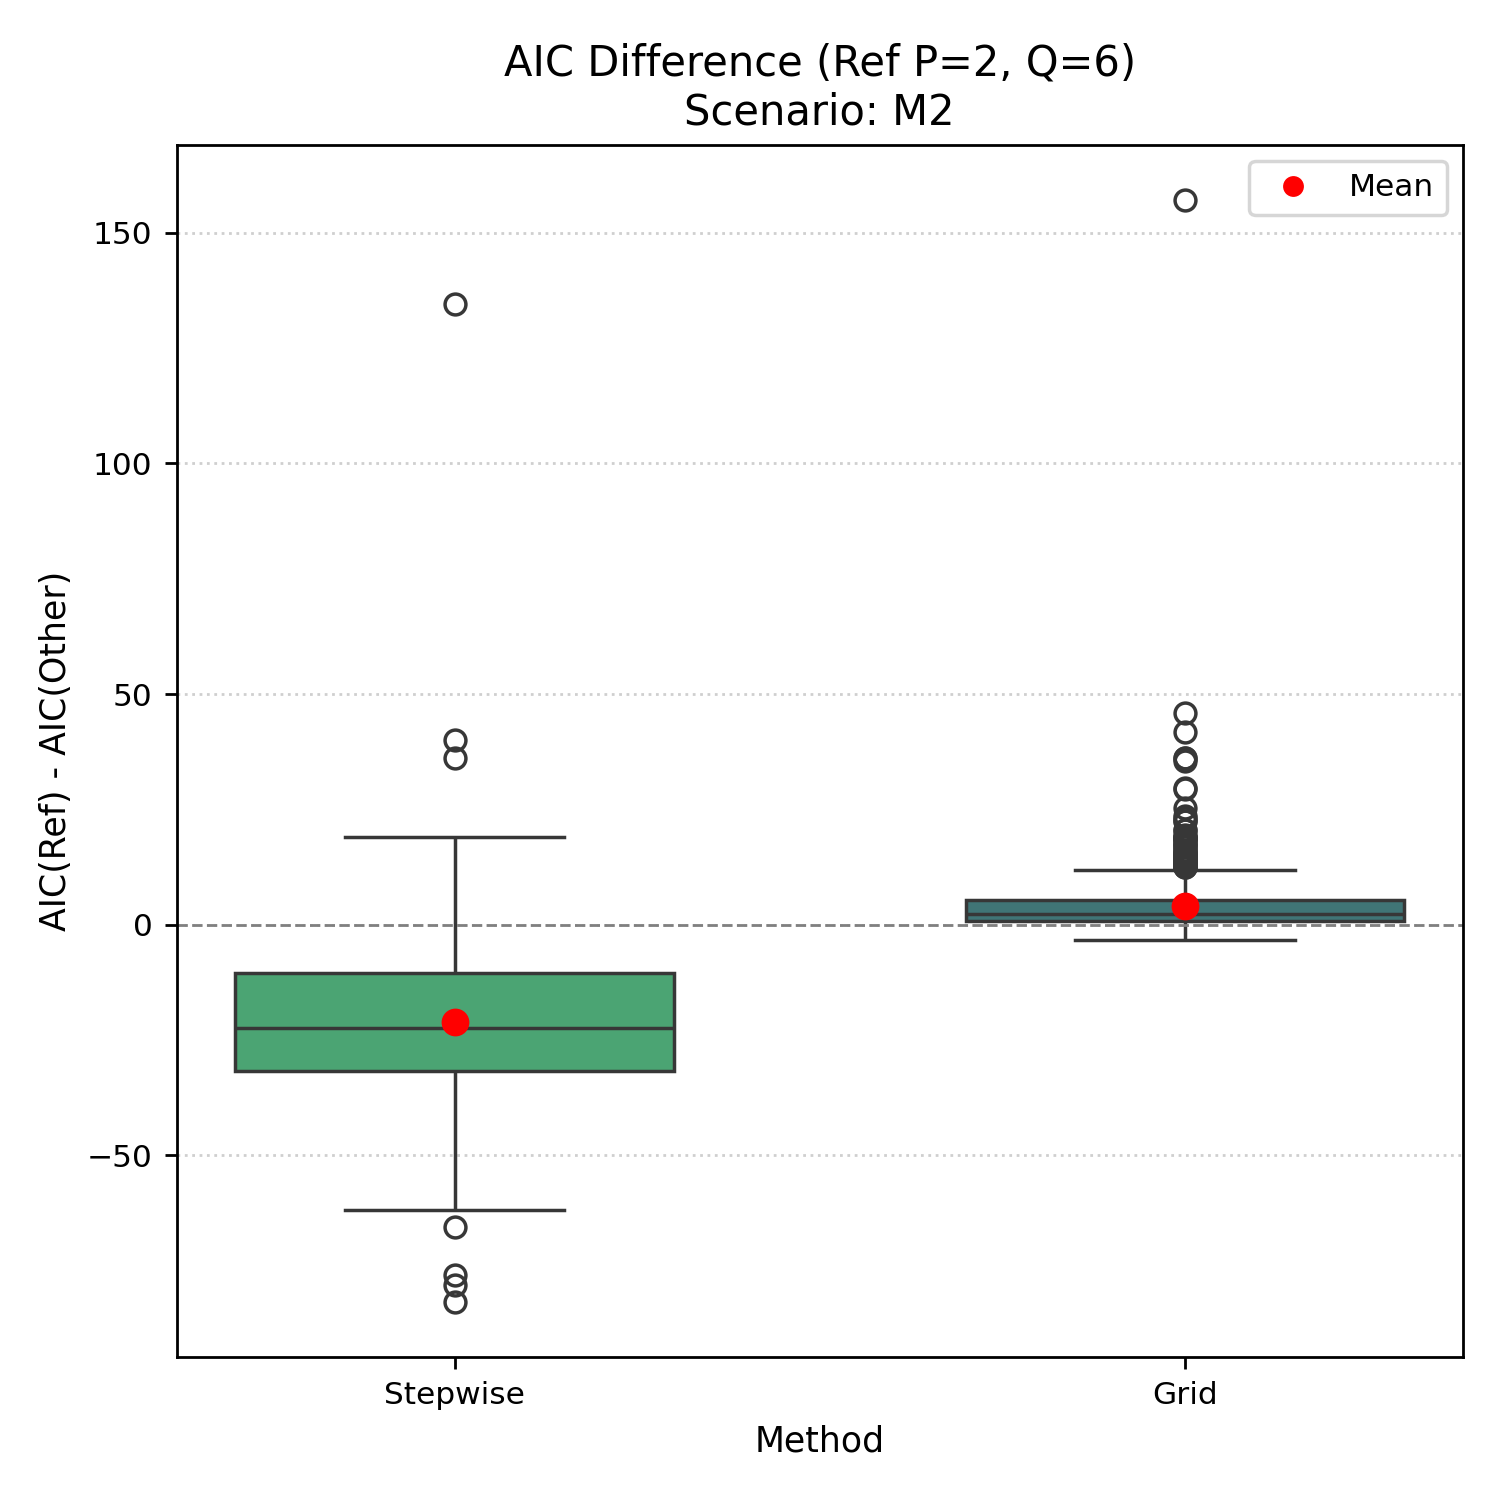 AIC Difference (Ref P=2, Q=6)
Scenario: M2
Mean
150
100
50
0
−50
AIC(Ref) - AIC(Other)
Stepwise
Grid
Method